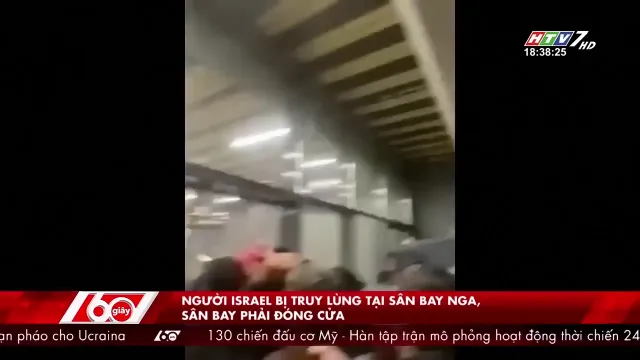 HTV7 HD
18:38:25
60 giây
NGƯỜI ISRAEL BỊ TRUY LÙNG TẠI SÂN BAY NGA,
SÂN BAY PHẢI ĐÓNG CỬA
ạn pháo cho Ucraina 130 chiến đấu cơ Mỹ - Hàn tập trận mô phỏng hoạt động thời chiến 24